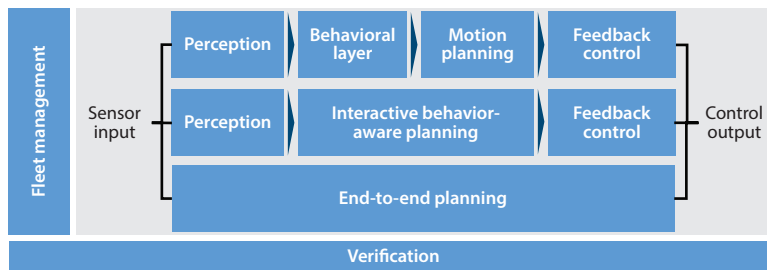 Fleet management
Sensor
input
Perception
Behavioral
layer
Motion
planning
Feedback
control
Perception
Interactive behavior-
aware planning
Feedback
control
End-to-end planning
Control
output
Verification